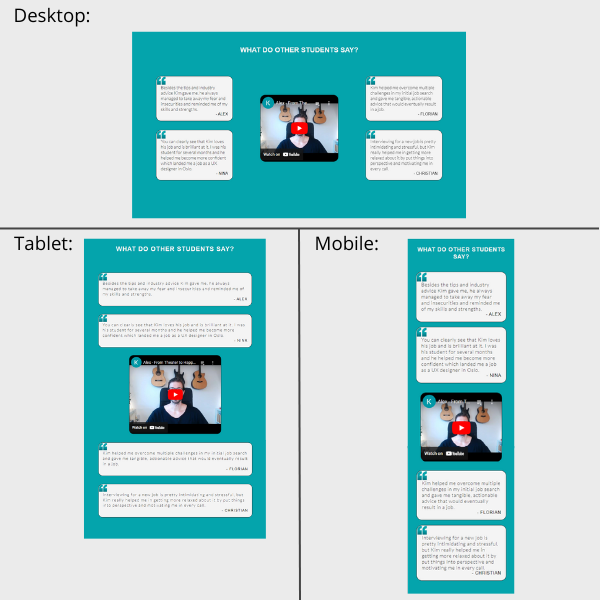 Desktop:
WHAT DO OTHER STUDENTS SAY?
Besides the tips and industry
advice Kim gave me, he always
managed to take away my fear and
insecurities and reminded me of my
skills and strengths.
- ALEX
You can clearly see that Kim loves
his job and is brilliant at it. I was his
student for several months and he
helped me become more confident
which landed me a job as a UX
designer in Oslo.
- NINA
K
Alex - From The
Watch on YouTube
Kim helped me overcome multiple
challenges in my initial job search
and gave me tangible, actionable
advice that would eventually result
in a job.
- FLORIAN
Interviewing for a new job is pretty
intimidating and stressful, but Kim
really helped me in getting more
relaxed about it by put things into
perspective and motivating me in
every call.
- CHRISTIAN
Tablet:
WHAT DO OTHER STUDENTS SAY?
Besides the tips and industry advice Kim gave me, he always
managed to take away my fear and insecurities and reminded me of
my skills and strengths.
- ALEX
You can clearly see that Kim loves his job and is brilliant at it. I was his
student for several months and he helped me become more
confident which landed me a job as a UX designer in Oslo.
- NINA
K
Alex - From Theater to Happ...
Watch on YouTube
Kim helped me overcome multiple challenges in my initial job search
and gave me tangible, actionable advice that would eventually result
in a job.
- FLORIAN
Interviewing for a new job is pretty intimidating and stressful, but
Kim really helped me in getting more relaxed about it by put things
into perspective and motivating me in every call.
- CHRISTIAN
Mobile:
WHAT DO OTHER STUDENTS
SAY?
Besides the tips and industry
advice Kim gave me, he always
managed to take away my fear
and insecurities and reminded me
of my skills and strengths.
- ALEX
You can clearly see that Kim loves
his job and is brilliant at it. I was
his student for several months
and he helped me become more
confident which landed me a job
as a UX designer in Oslo.
- NINA
K
Alex - From T
Watch on YouTube
Kim helped me overcome multiple
challenges in my initial job search
and gave me tangible, actionable
advice that would eventually
result in a job.
- FLORIAN
Interviewing for a new job is
pretty intimidating and stressful,
but Kim really helped me in
getting more relaxed about it by
put things into perspective and
motivating me in every call.
- CHRISTIAN